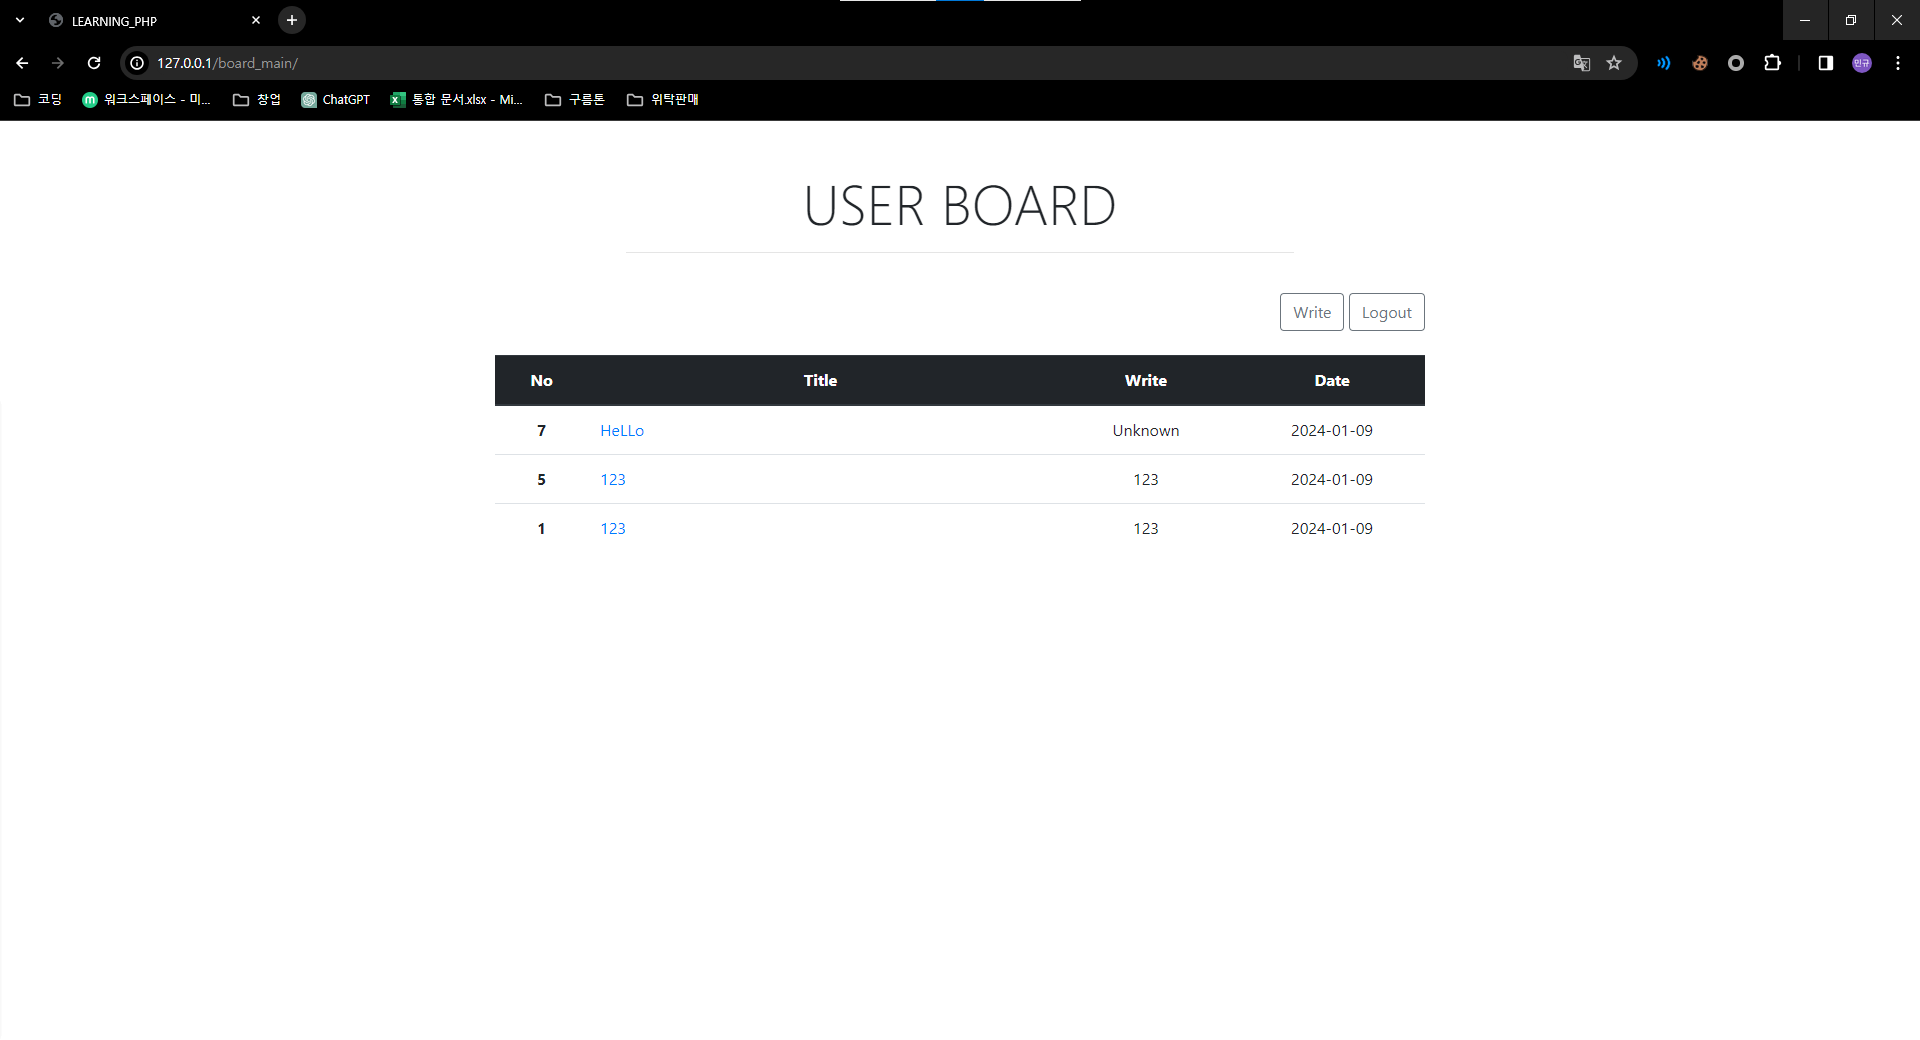 LEARNING_PHP
127.0.0.1/board_main/
민규
코딩 워크스페이스 - 미... 창업 ChatGPT 통합 문서.xlsx - Mi... 구름톤 위탁판매
USER BOARD
Write Logout
No Title Write Date
7 HeLLo Unknown 2024-01-09
5 123 123 2024-01-09
1 123 123 2024-01-09